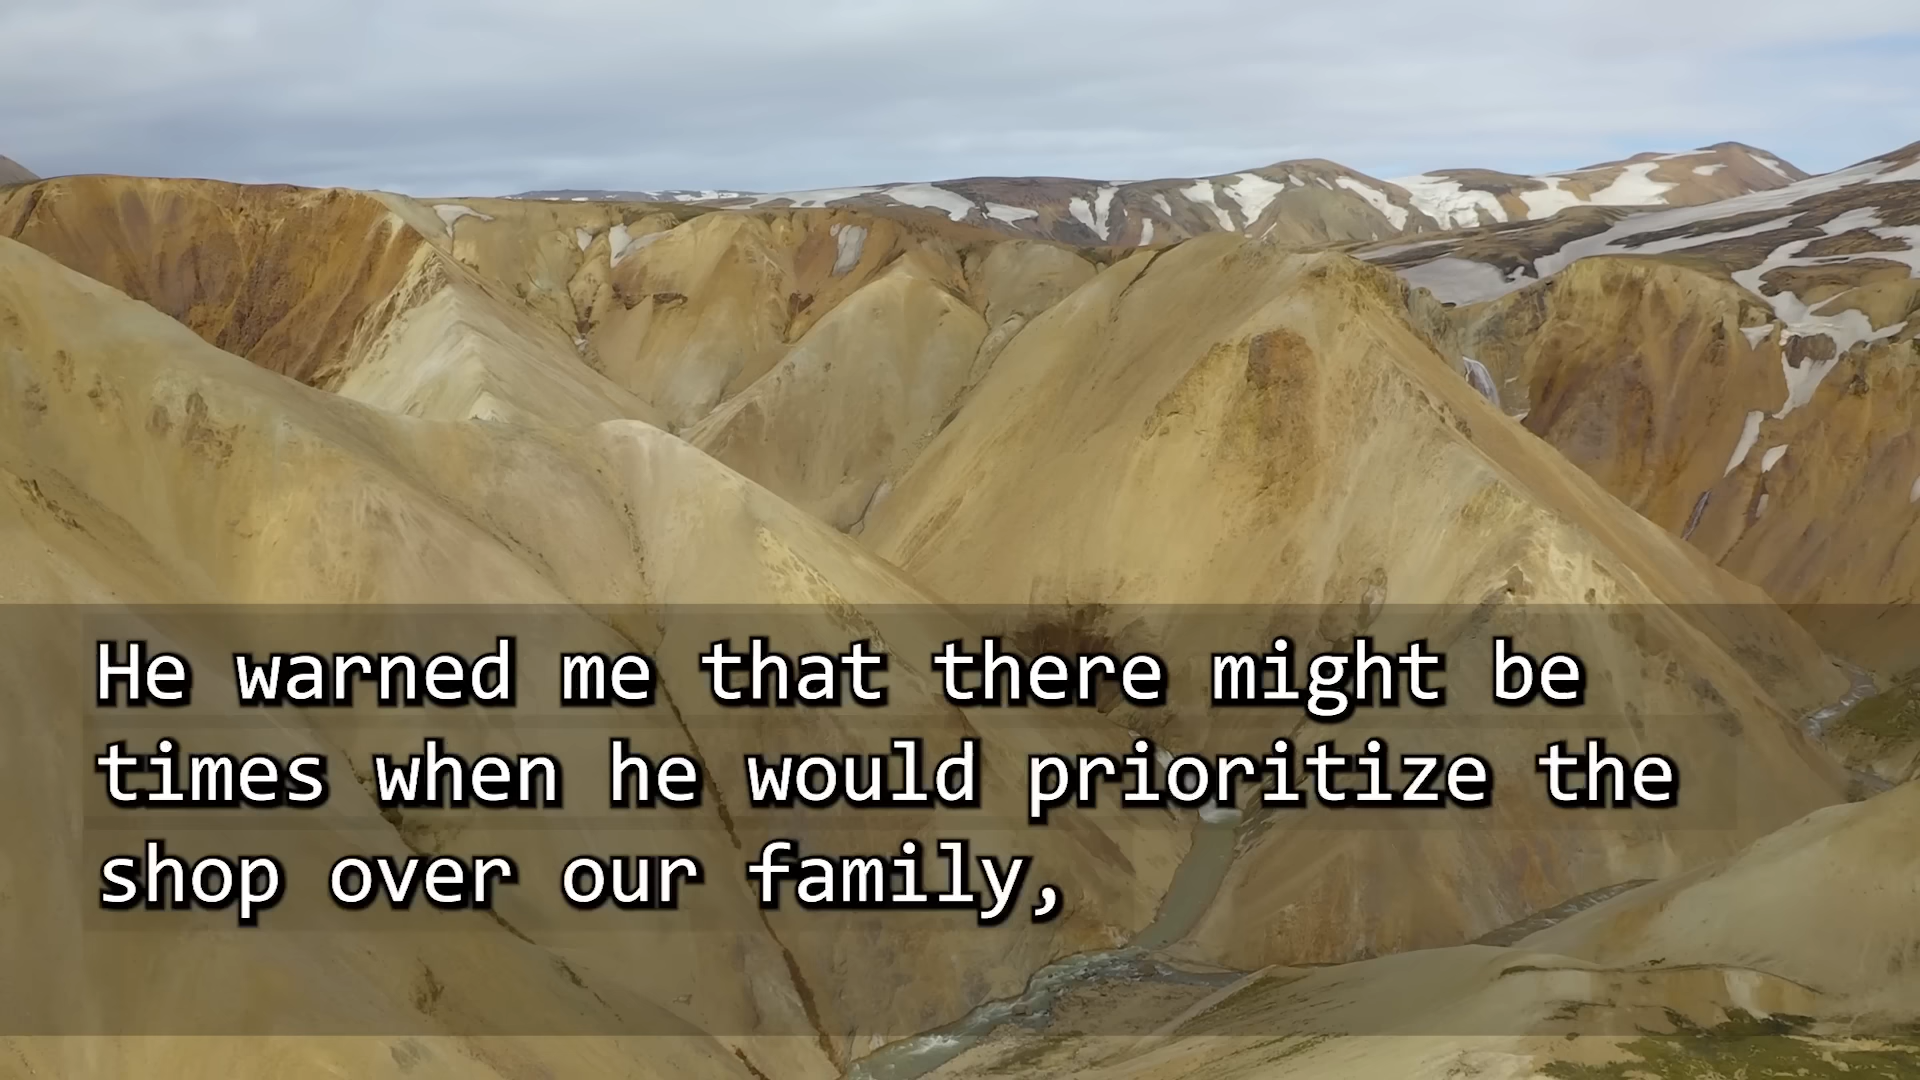 He warned me that there might be
times when he would prioritize the
shop over our family,